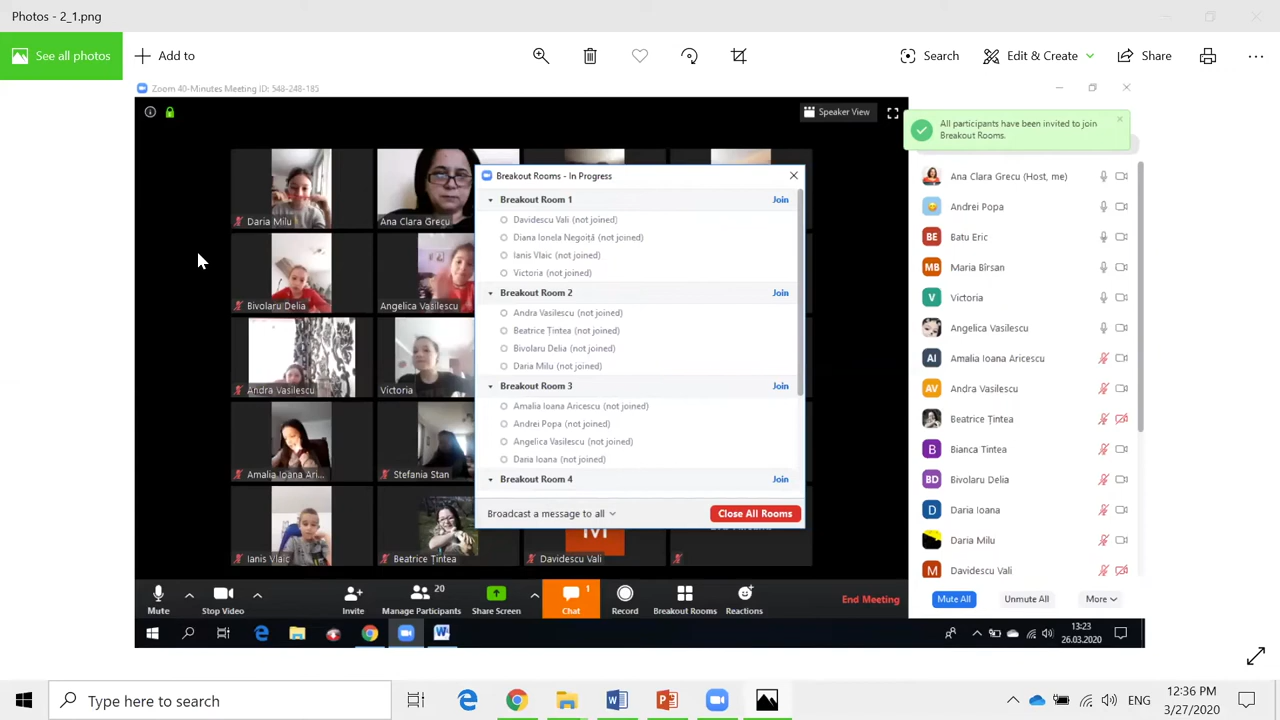 Photos - 2_1.png
See all photos
Add to
Search
Edit & Create
Share
Zoom 40-Minutes Meeting ID: 548-248-185
Speaker View
All participants have been invited to join
Breakout Rooms.
Daria Milu
Ana Clara Grecu
Bivolaru Delia
Angelica Vasilescu
Andra Vasilescu
Victoria
Amalia Ioana Ari...
Stefania Stan
Ianis Vlaic
Beatrice Țintea
Davidescu Vali
Breakout Rooms - In Progress
Breakout Room 1 Join
Davidescu Vali (not joined)
Diana Ionela Negoiță (not joined)
Ianis Vlaic (not joined)
Victoria (not joined)
Breakout Room 2 Join
Andra Vasilescu (not joined)
Beatrice Țintea (not joined)
Bivolaru Delia (not joined)
Daria Milu (not joined)
Breakout Room 3 Join
Amalia Ioana Aricescu (not joined)
Andrei Popa (not joined)
Angelica Vasilescu (not joined)
Daria Ioana (not joined)
Breakout Room 4 Join
Broadcast a message to all
Close All Rooms
Ana Clara Grecu (Host, me)
Andrei Popa
BE Batu Eric
MB Maria Bîrsan
V Victoria
Angelica Vasilescu
AI Amalia Ioana Aricescu
AV Andra Vasilescu
Beatrice Țintea
B Bianca Tintea
BD Bivolaru Delia
D Daria Ioana
Daria Milu
M Davidescu Vali
Mute All
Unmute All
More
Mute
Stop Video
Invite
20
Manage Participants
Share Screen
1
Chat
Record
Breakout Rooms
Reactions
End Meeting
13:23
26.03.2020
Type here to search
ENG
12:36 PM
3/27/2020